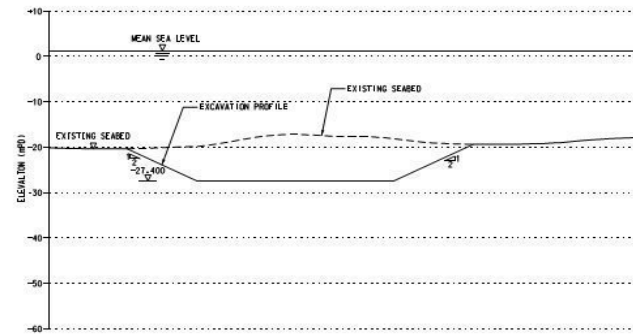 +10
MEAN SEA LEVEL
0
EXISTING SEABED
-10
EXCAVATION PROFILE
EXISTING SEABED
-20
1
2
1
2
-27.400
-30
-40
-50
-60
ELEVALTON (mPD)